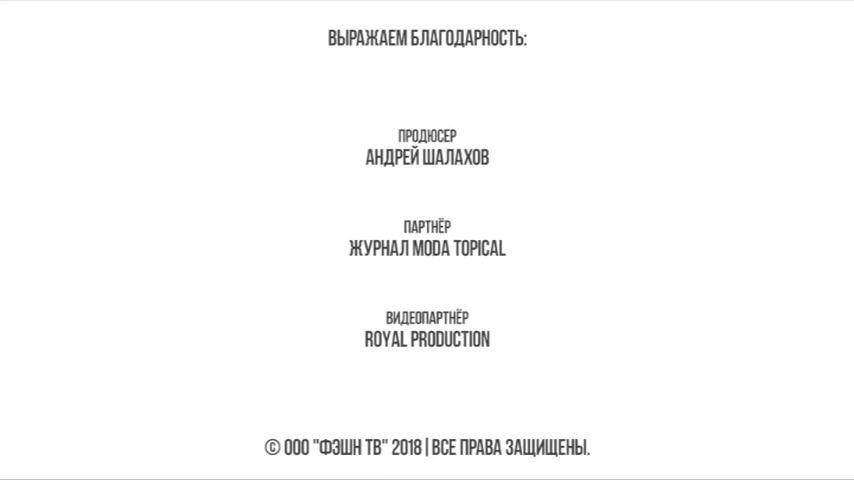 ВЫРАЖАЕМ БЛАГОДАРНОСТЬ:
ПРОДЮСЕР
АНДРЕЙ ШАЛАХОВ
ПАРТНЁР
ЖУРНАЛ MODA TOPICAL
ВИДЕОПАРТНЁР
ROYAL PRODUCTION
© ООО "ФЭШН ТВ" 2018 | ВСЕ ПРАВА ЗАЩИЩЕНЫ.